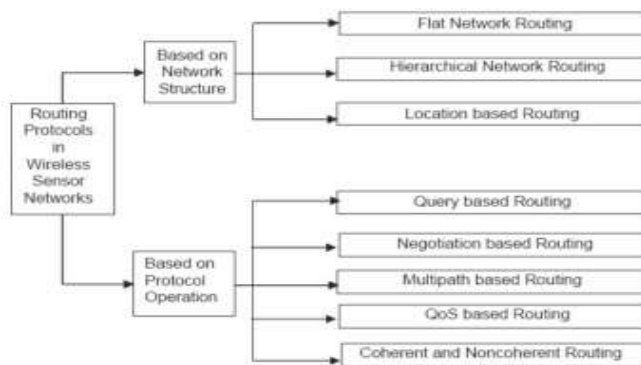 Routing
Protocols
in
Wireless
Sensor
Networks
Based on
Network
Structure
Flat Network Routing
Hierarchical Network Routing
Location based Routing
Based on
Protocol
Operation
Query based Routing
Negotiation based Routing
Multipath based Routing
QoS based Routing
Coherent and Noncoherent Routing